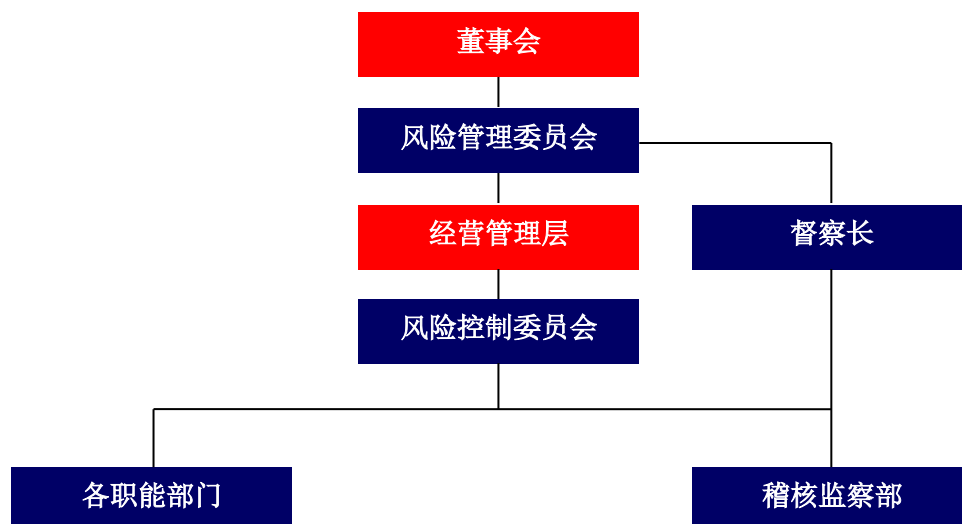 董事会
风险管理委员会
经营管理层
督察长
风险控制委员会
各职能部门
稽核监察部